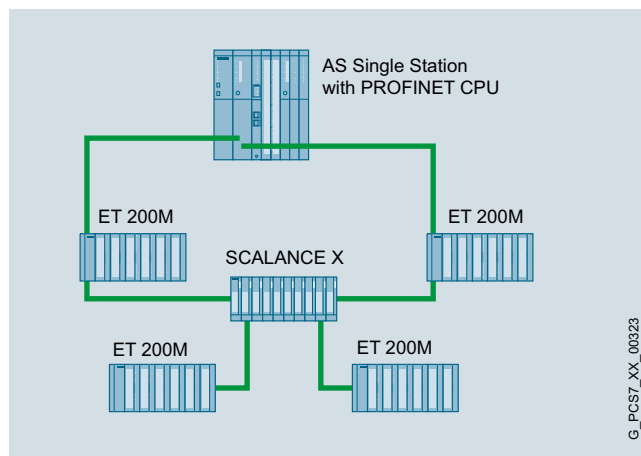 AS Single Station
with PROFINET CPU
ET 200M
ET 200M
SCALANCE X
ET 200M
ET 200M
G_PCS7_XX_00323